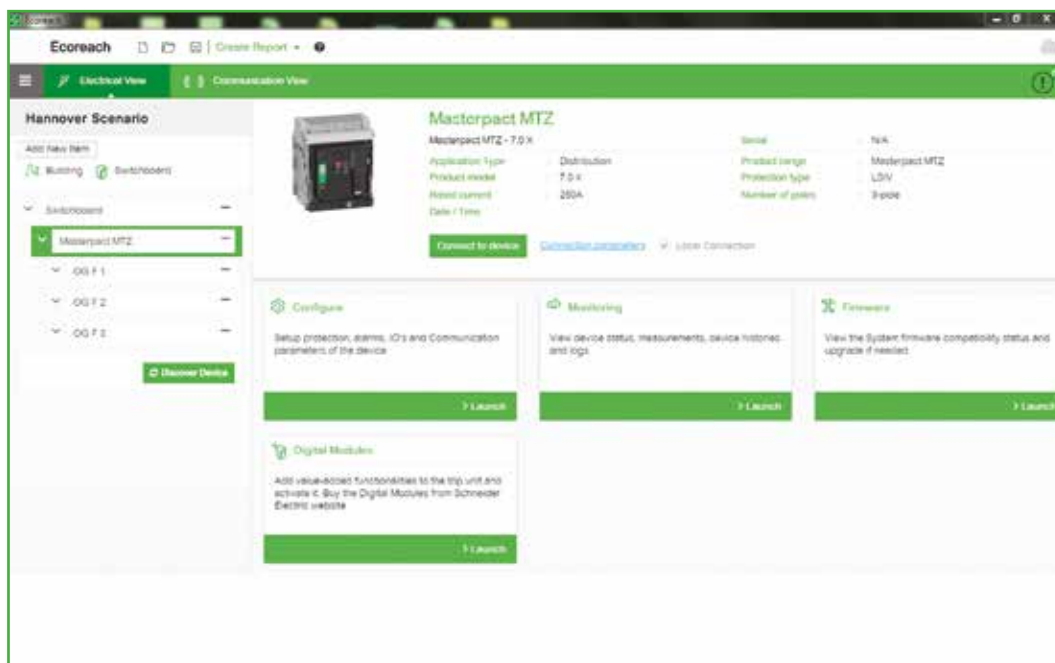 Ecoreach
Ecoreach Create Report
Electrical View Communication View
Hannover Scenario
Add New Item
Building Switchboard
Switchboard
Masterpact MTZ
OG F 1
OG F 2
OG F 3
Discover Device
Masterpact MTZ
Masterpact MTZ - 7.0 X
Application Type : Distribution
Product model : 7.0 X
Rated current : 250A
Date / Time
Serial : N/A
Product range : Masterpact MTZ
Protection type : LSIV
Number of poles : 3-pole
Connect to device Connection parameters Local Connection
Configure
Setup protection, alarms, IO's and Communication
parameters of the device
> Launch
Monitoring
View device status, measurements, device histories
and logs
> Launch
Firmware
View the System firmware compatibility status and
upgrade if needed
> Launch
Digital Modules
Add value-added functionalities to the trip unit and
activate it. Buy the Digital Modules from Schneider
Electric website
> Launch